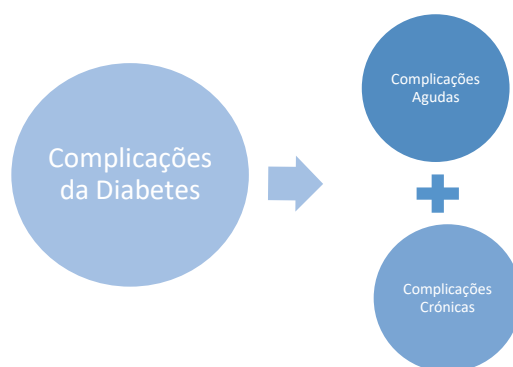 Complicações
da Diabetes
Complicações
Agudas
Complicações
Crónicas